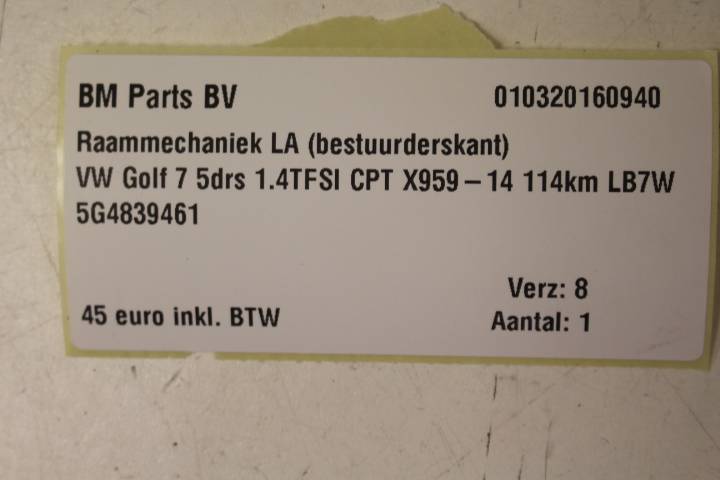 BM Parts BV 010320160940
Raammechaniek LA (bestuurderskant)
VW Golf 7 5drs 1.4TFSI CPT X959-14 114km LB7W
5G4839461
Verz: 8
45 euro inkl. BTW Aantal: 1